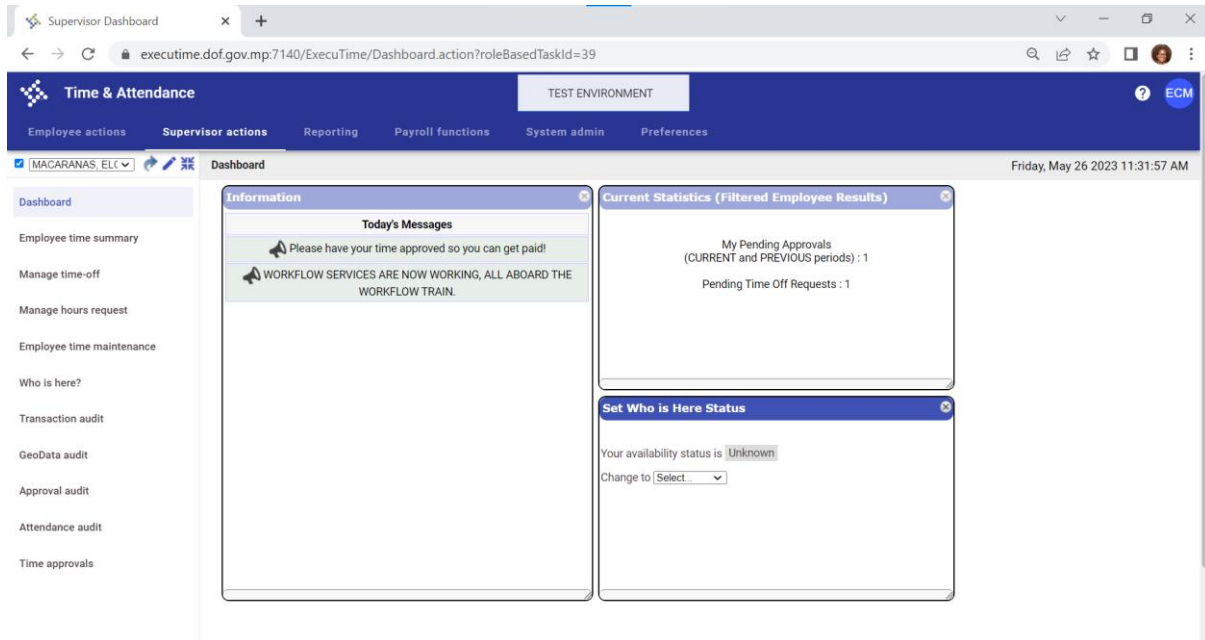 Supervisor Dashboard
executime.dof.gov.mp:7140/ExecuTime/Dashboard.action?roleBasedTaskId=39
Time & Attendance
TEST ENVIRONMENT
? ECM
Employee actions Supervisor actions Reporting Payroll functions System admin Preferences
MACARANAS, EL
Dashboard
Friday, May 26 2023 11:31:57 AM
Dashboard
Employee time summary
Manage time-off
Manage hours request
Employee time maintenance
Who is here?
Transaction audit
GeoData audit
Approval audit
Attendance audit
Time approvals
Information
Today's Messages
Please have your time approved so you can get paid!
WORKFLOW SERVICES ARE NOW WORKING, ALL ABOARD THE
WORKFLOW TRAIN.
Current Statistics (Filtered Employee Results)
My Pending Approvals
(CURRENT and PREVIOUS periods) : 1
Pending Time Off Requests : 1
Set Who is Here Status
Your availability status is Unknown
Change to Select...